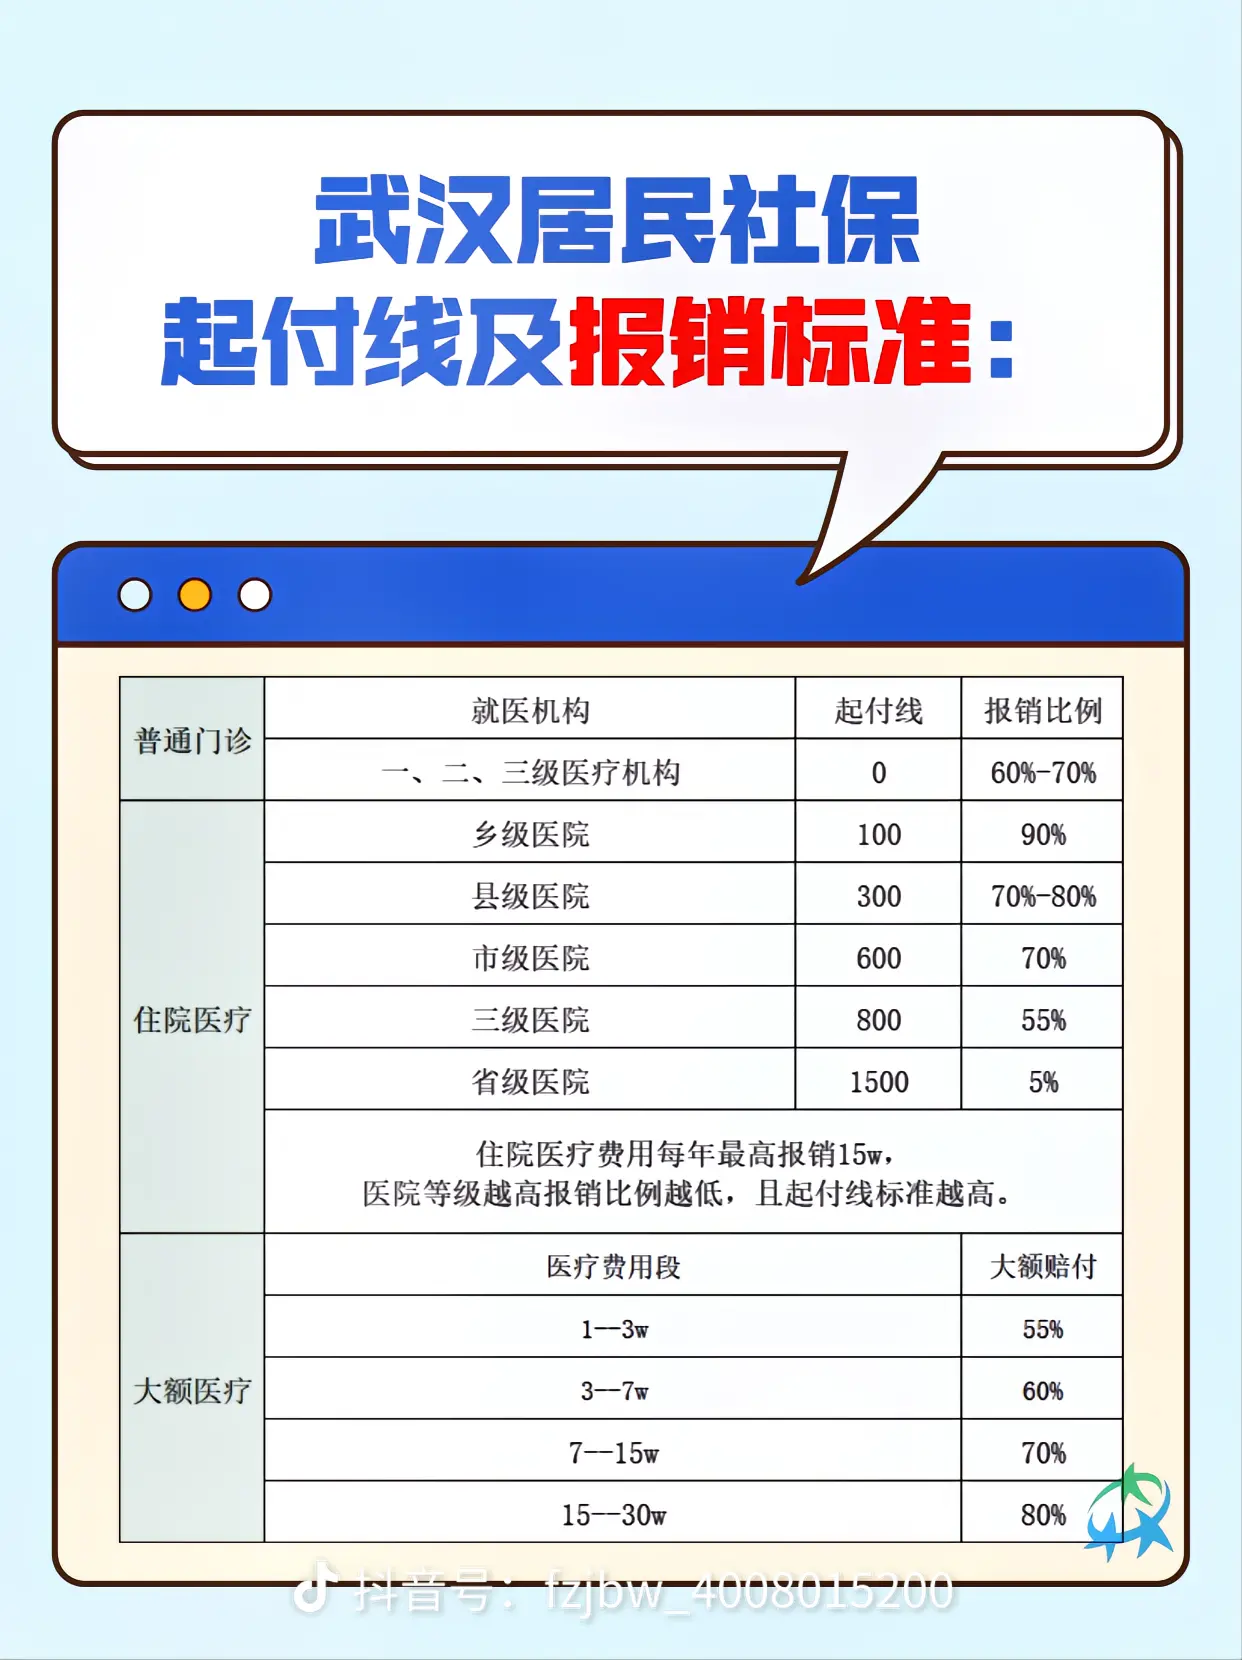 武汉居民社保
起付线及报销标准：
普通门诊
就医机构 起付线 报销比例
一、二、三级医疗机构 0 60%-70%
住院医疗
乡级医院 100 90%
县级医院 300 70%-80%
市级医院 600 70%
三级医院 800 55%
省级医院 1500 5%
住院医疗费用每年最高报销15w，
医院等级越高报销比例越低，且起付线标准越高。
大额医疗
医疗费用段 大额赔付
1--3w 55%
3--7w 60%
7--15w 70%
15--30w 80%
抖音号：fzjbw_4008015200